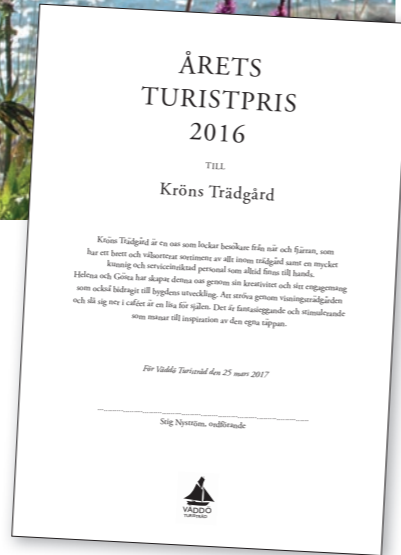 ÅRETS
TURISTPRIS
2016
TILL
Kröns Trädgård
Kröns Trädgård är en oas som lockar besökare från när och fjärran, som
har ett brett och välsorterat sortiment av allt inom trädgård samt en mycket
kunnig och serviceinriktad personal som alltid finns till hands.
Helena och Gösta har skapat denna oas genom sin kreativitet och sitt engagemang
som också bidragit till bygdens utveckling. Att ströva genom visningsträdgården
och slå sig ner i caféet är en lisa för själen. Det är fantasieggande och stimulerande
som manar till inspiration av den egna täppan.
För Väddö Turistråd den 25 mars 2017
Stig Nyström, ordförande
VÄDDÖ
TURISTRÅD